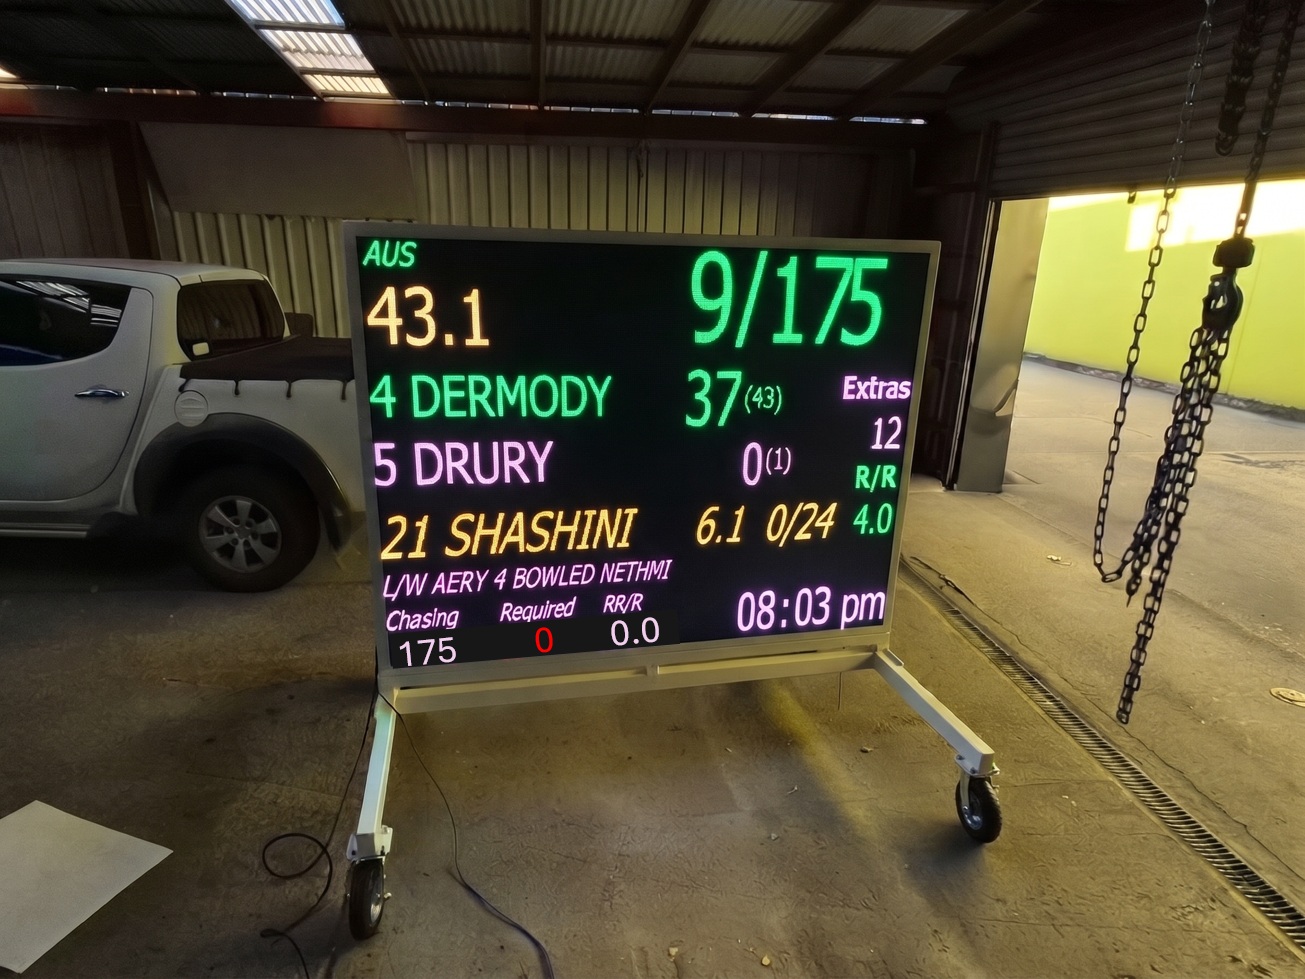 AUS
43.1 9/175
4 DERMODY 37(43) Extras
12
5 DRURY 0(1)
R/R
21 SHASHINI 6.1 0/24 4.0
L/W AERY 4 BOWLED NETHMI
Chasing Required RR/R 08:03 pm
175 0 0.0